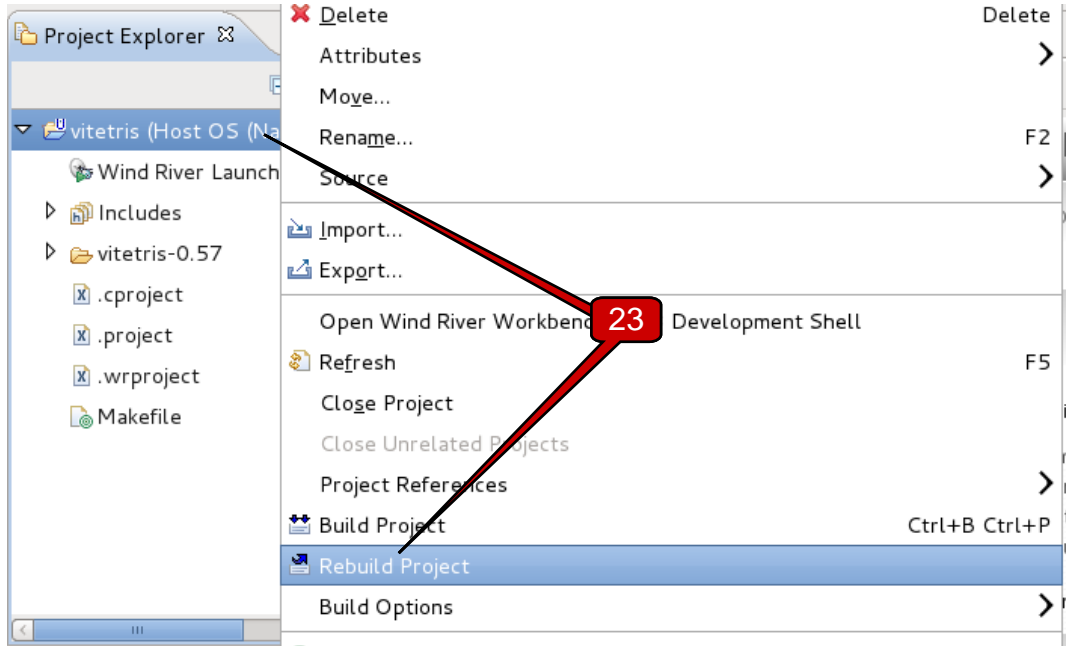 Project Explorer
vitetris (Host OS (Na
Wind River Launch
Includes
vitetris-0.57
.cproject
.project
.wrproject
Makefile
Delete Delete
Attributes
Move...
Rename... F2
Source
Import...
Export...
Open Wind River Workbenc 23 Development Shell
Refresh F5
Close Project
Close Unrelated Projects
Project References
Build Project Ctrl+B Ctrl+P
Rebuild Project
Build Options